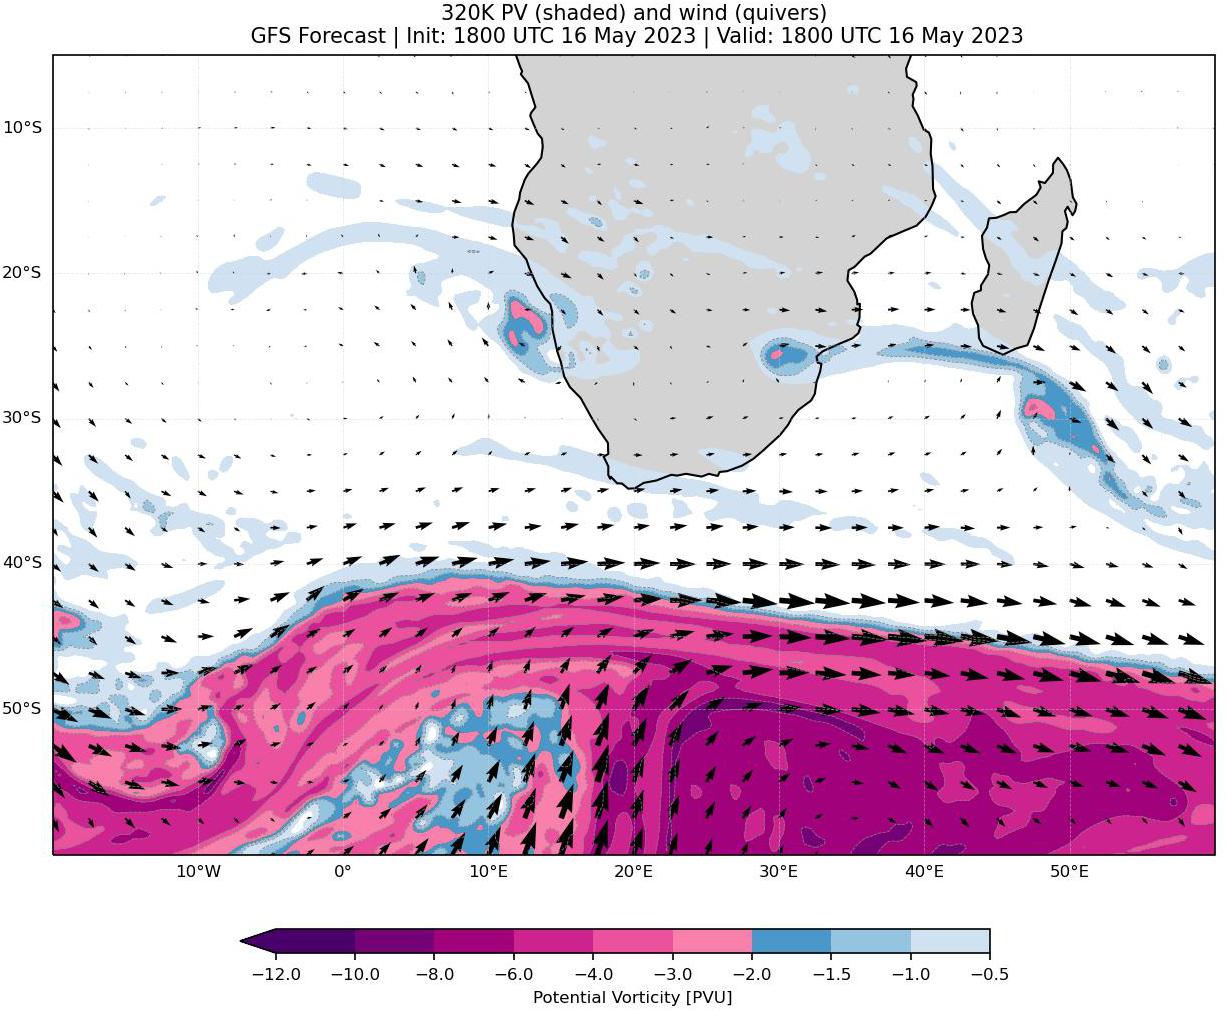 320K PV (shaded) and wind (quivers)
GFS Forecast | Init: 1800 UTC 16 May 2023 | Valid: 1800 UTC 16 May 2023
10°S
20°S
30°S
40°S
50°S
10°W 0° 10°E 20°E 30°E 40°E 50°E
−12.0 −10.0 −8.0 −6.0 −4.0 −3.0 −2.0 −1.5 −1.0 −0.5
Potential Vorticity [PVU]